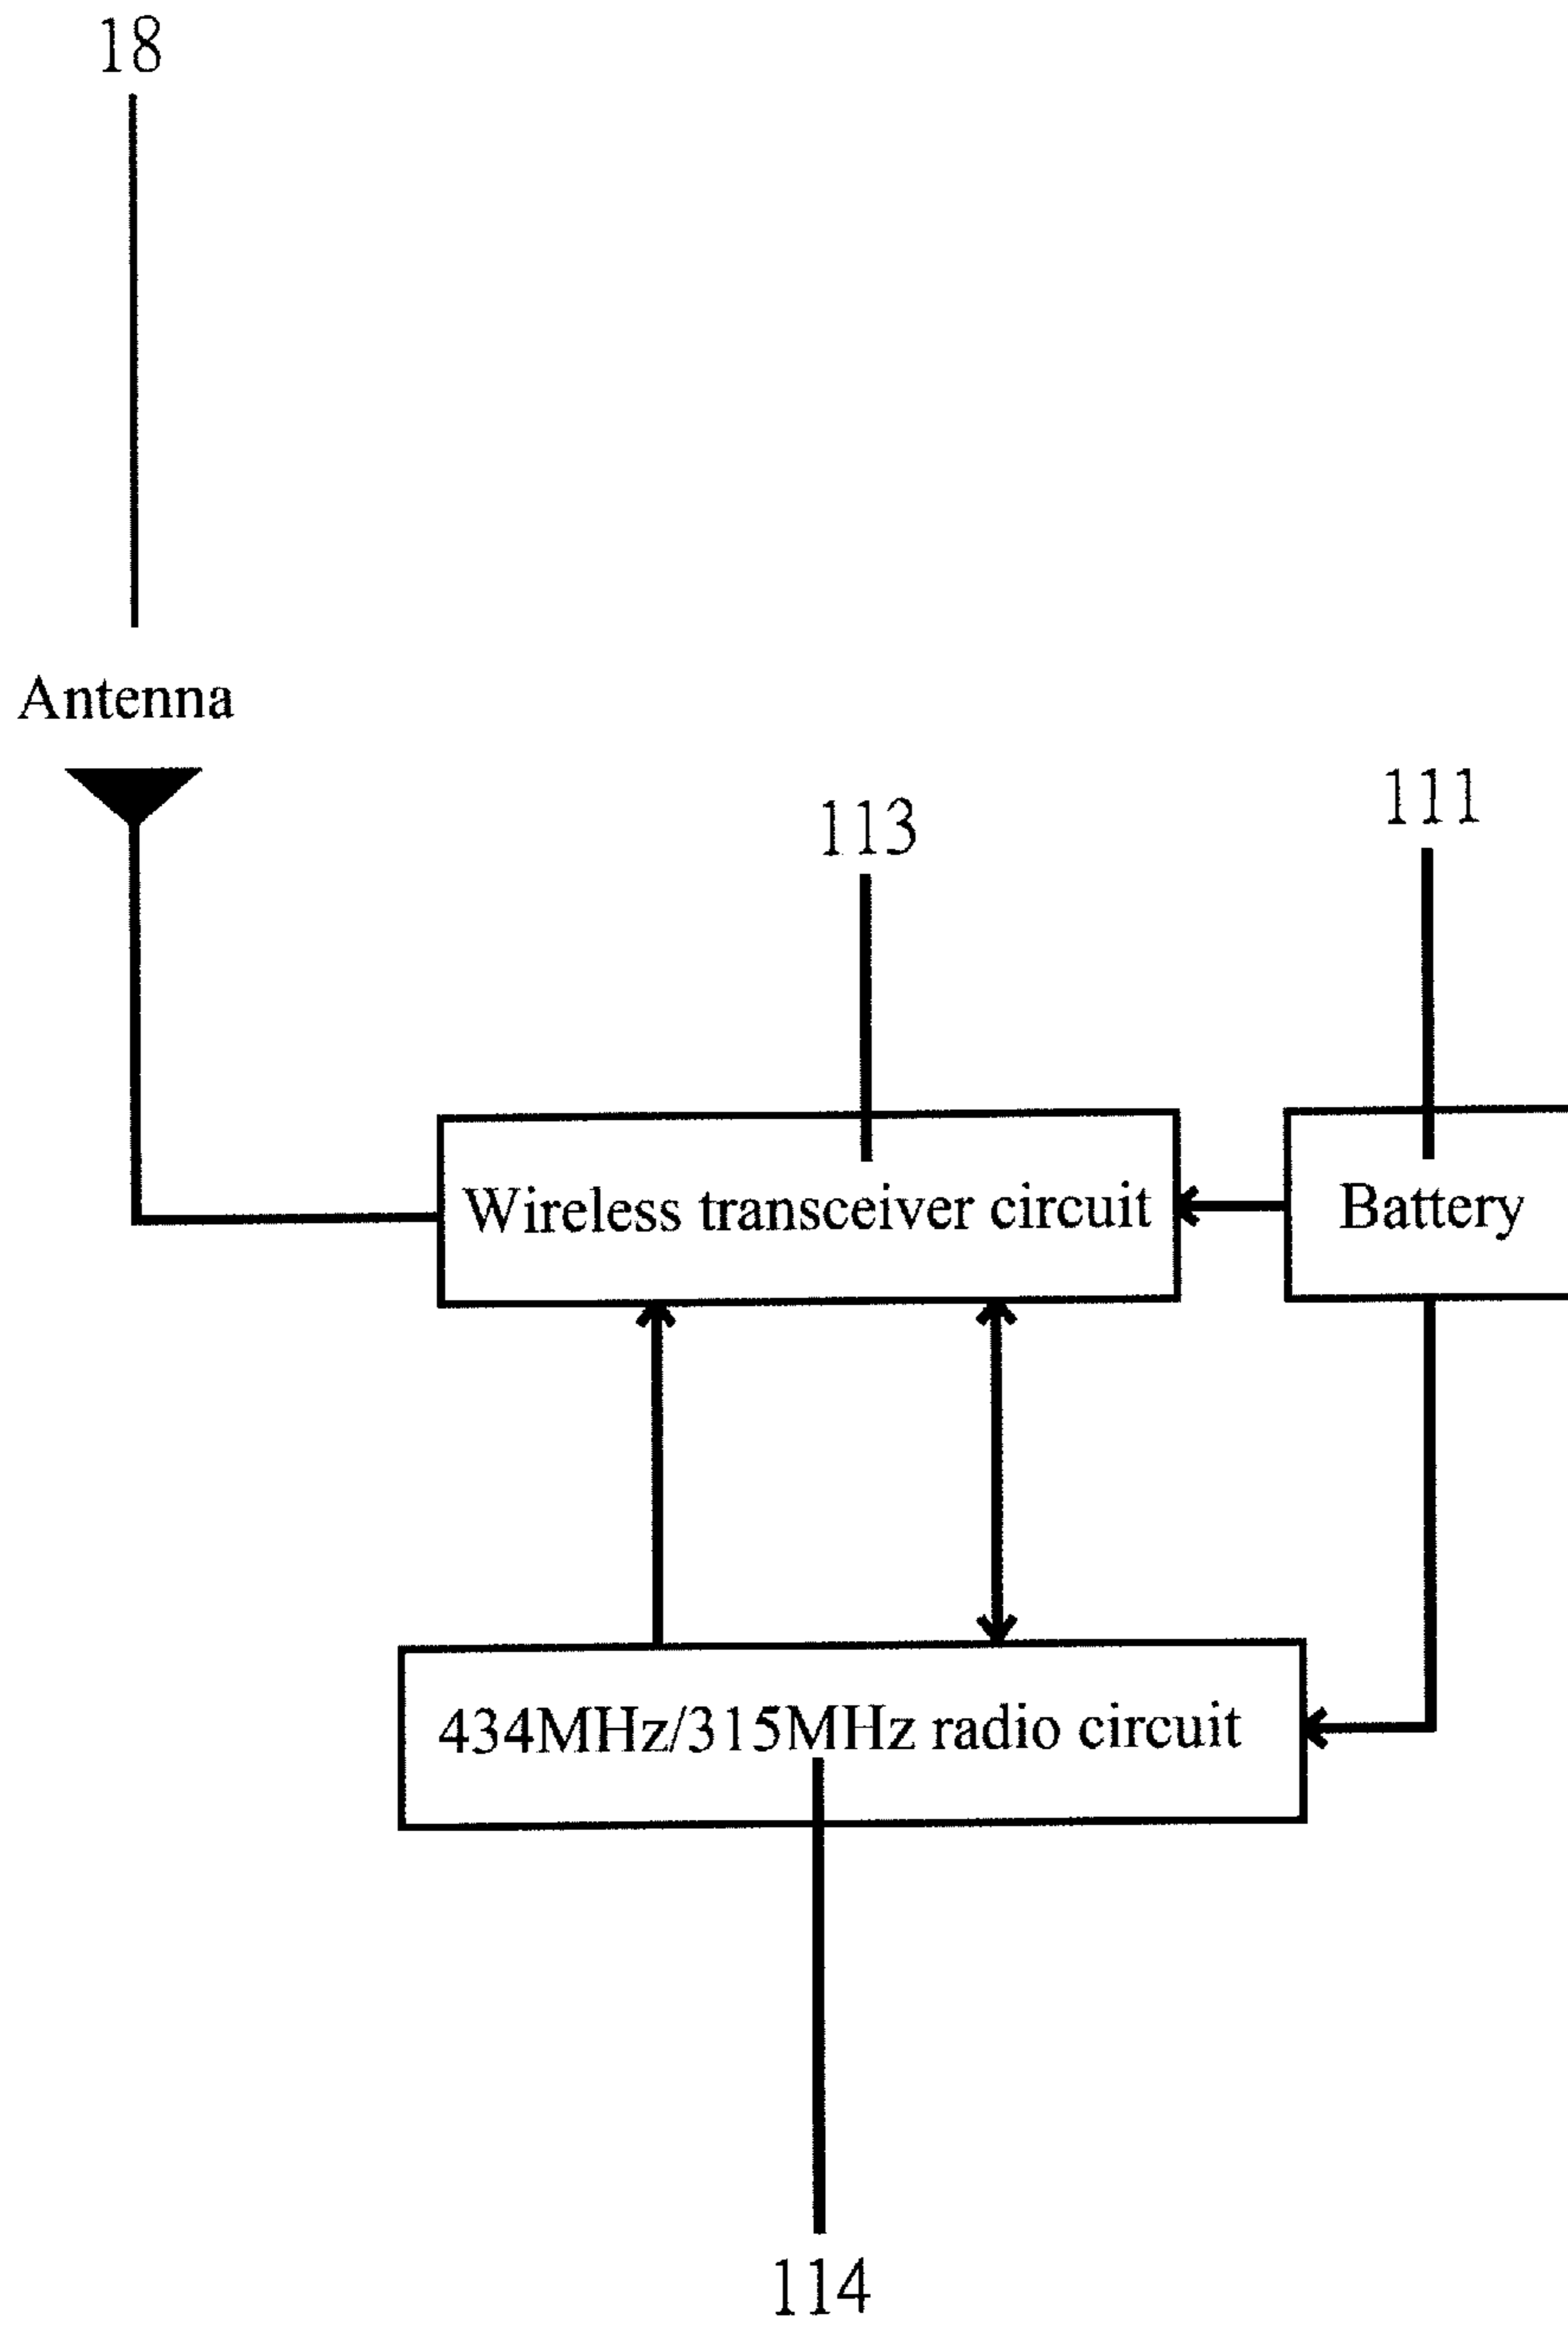 18
Antenna
113
111
Wireless transceiver circuit
Battery
434MHz/315MHz radio circuit
114